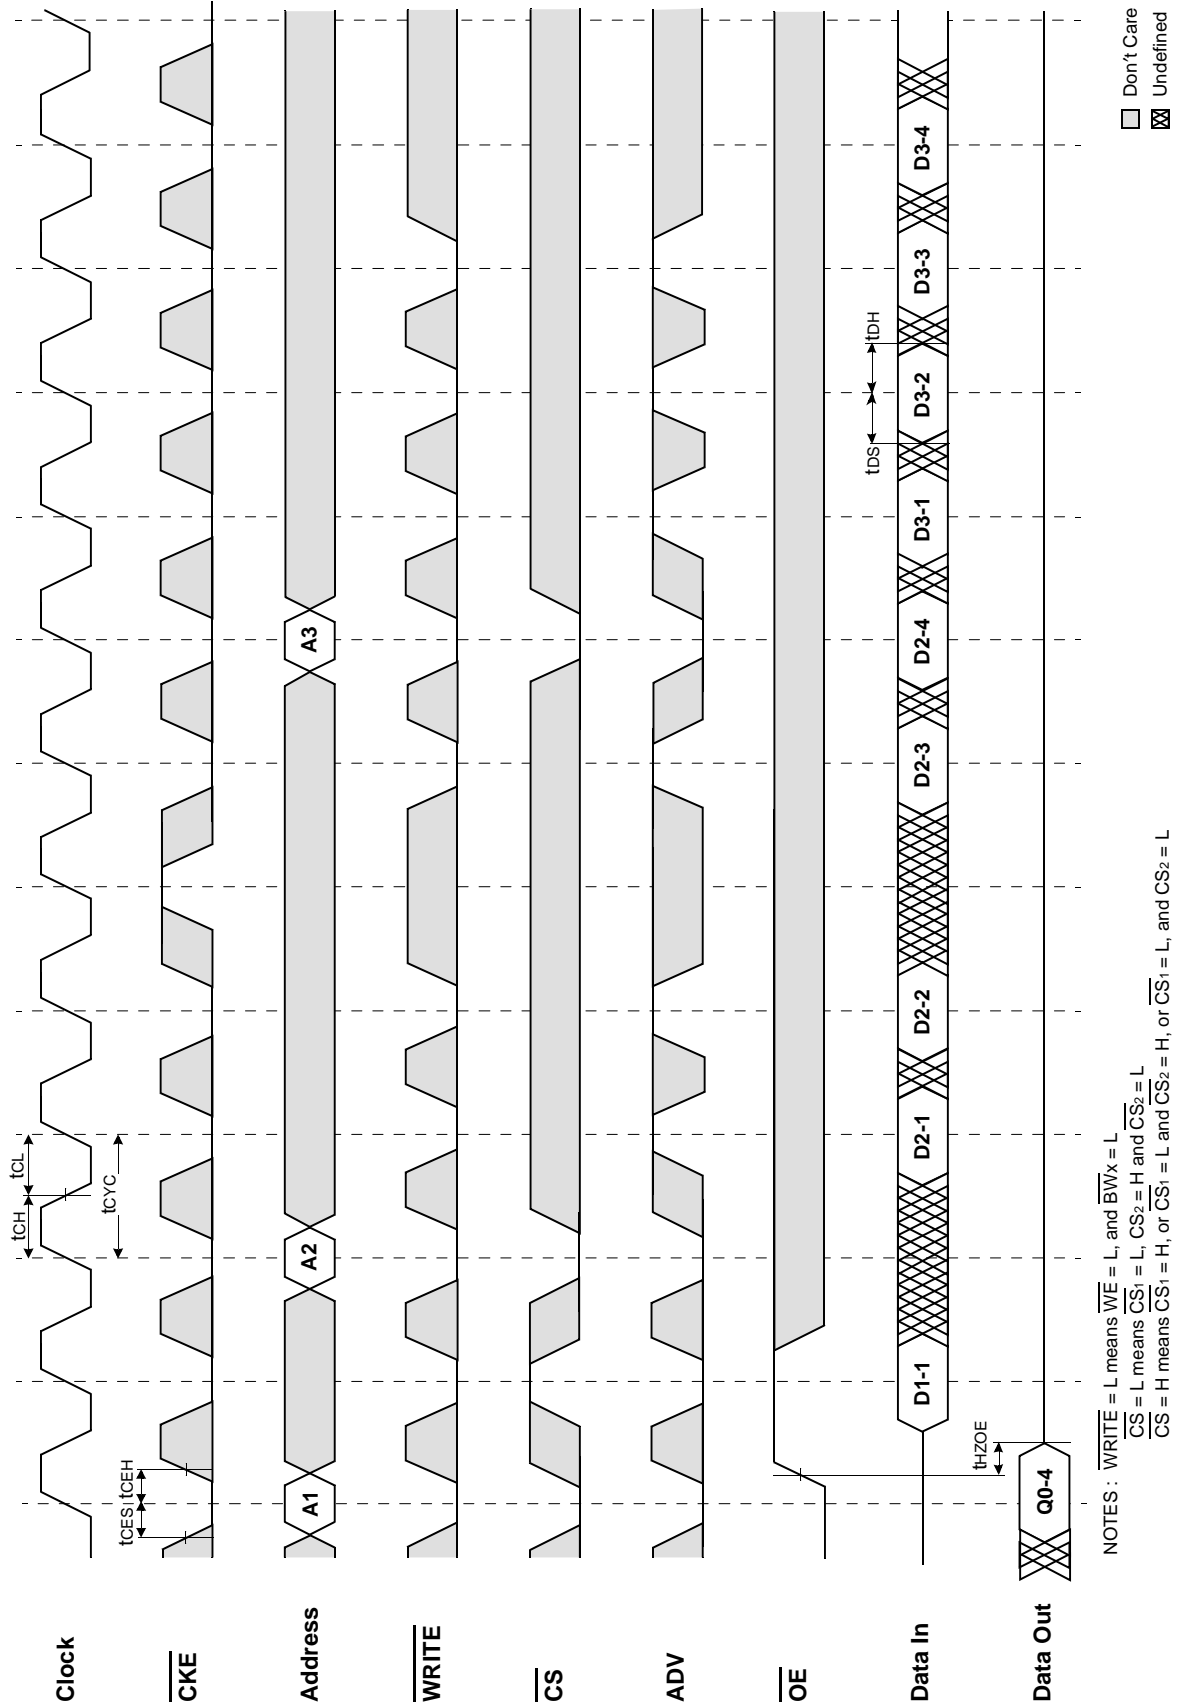 Clock
tCH tCL
tCES tCEH tCYC
CKE
Address A1 A2 A3
WRITE
CS
ADV
OE
tDS tDH
Data In D1-1 D2-1 D2-2 D2-3 D2-4 D3-1 D3-2 D3-3 D3-4
tHZOE
Data Out Q0-4
NOTES : WRITE = L means WE = L, and BWx = L
CS = L means CS1 = L, CS2 = H and CS2 = L
CS = H means CS1 = H, or CS1 = L and CS2 = H, or CS1 = L, and CS2 = L
Don't Care
Undefined